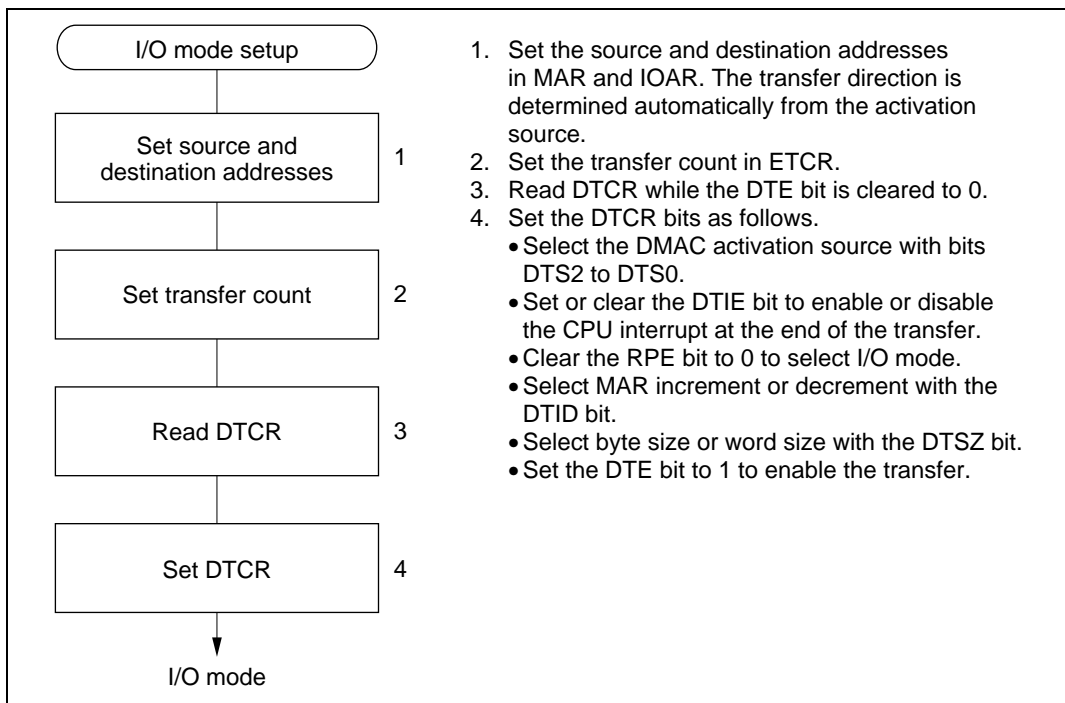 I/O mode setup
Set source and
destination addresses
1
Set transfer count
2
Read DTCR
3
Set DTCR
4
I/O mode
1. Set the source and destination addresses
in MAR and IOAR. The transfer direction is
determined automatically from the activation
source.
2. Set the transfer count in ETCR.
3. Read DTCR while the DTE bit is cleared to 0.
4. Set the DTCR bits as follows.
• Select the DMAC activation source with bits
DTS2 to DTS0.
• Set or clear the DTIE bit to enable or disable
the CPU interrupt at the end of the transfer.
• Clear the RPE bit to 0 to select I/O mode.
• Select MAR increment or decrement with the
DTID bit.
• Select byte size or word size with the DTSZ bit.
• Set the DTE bit to 1 to enable the transfer.